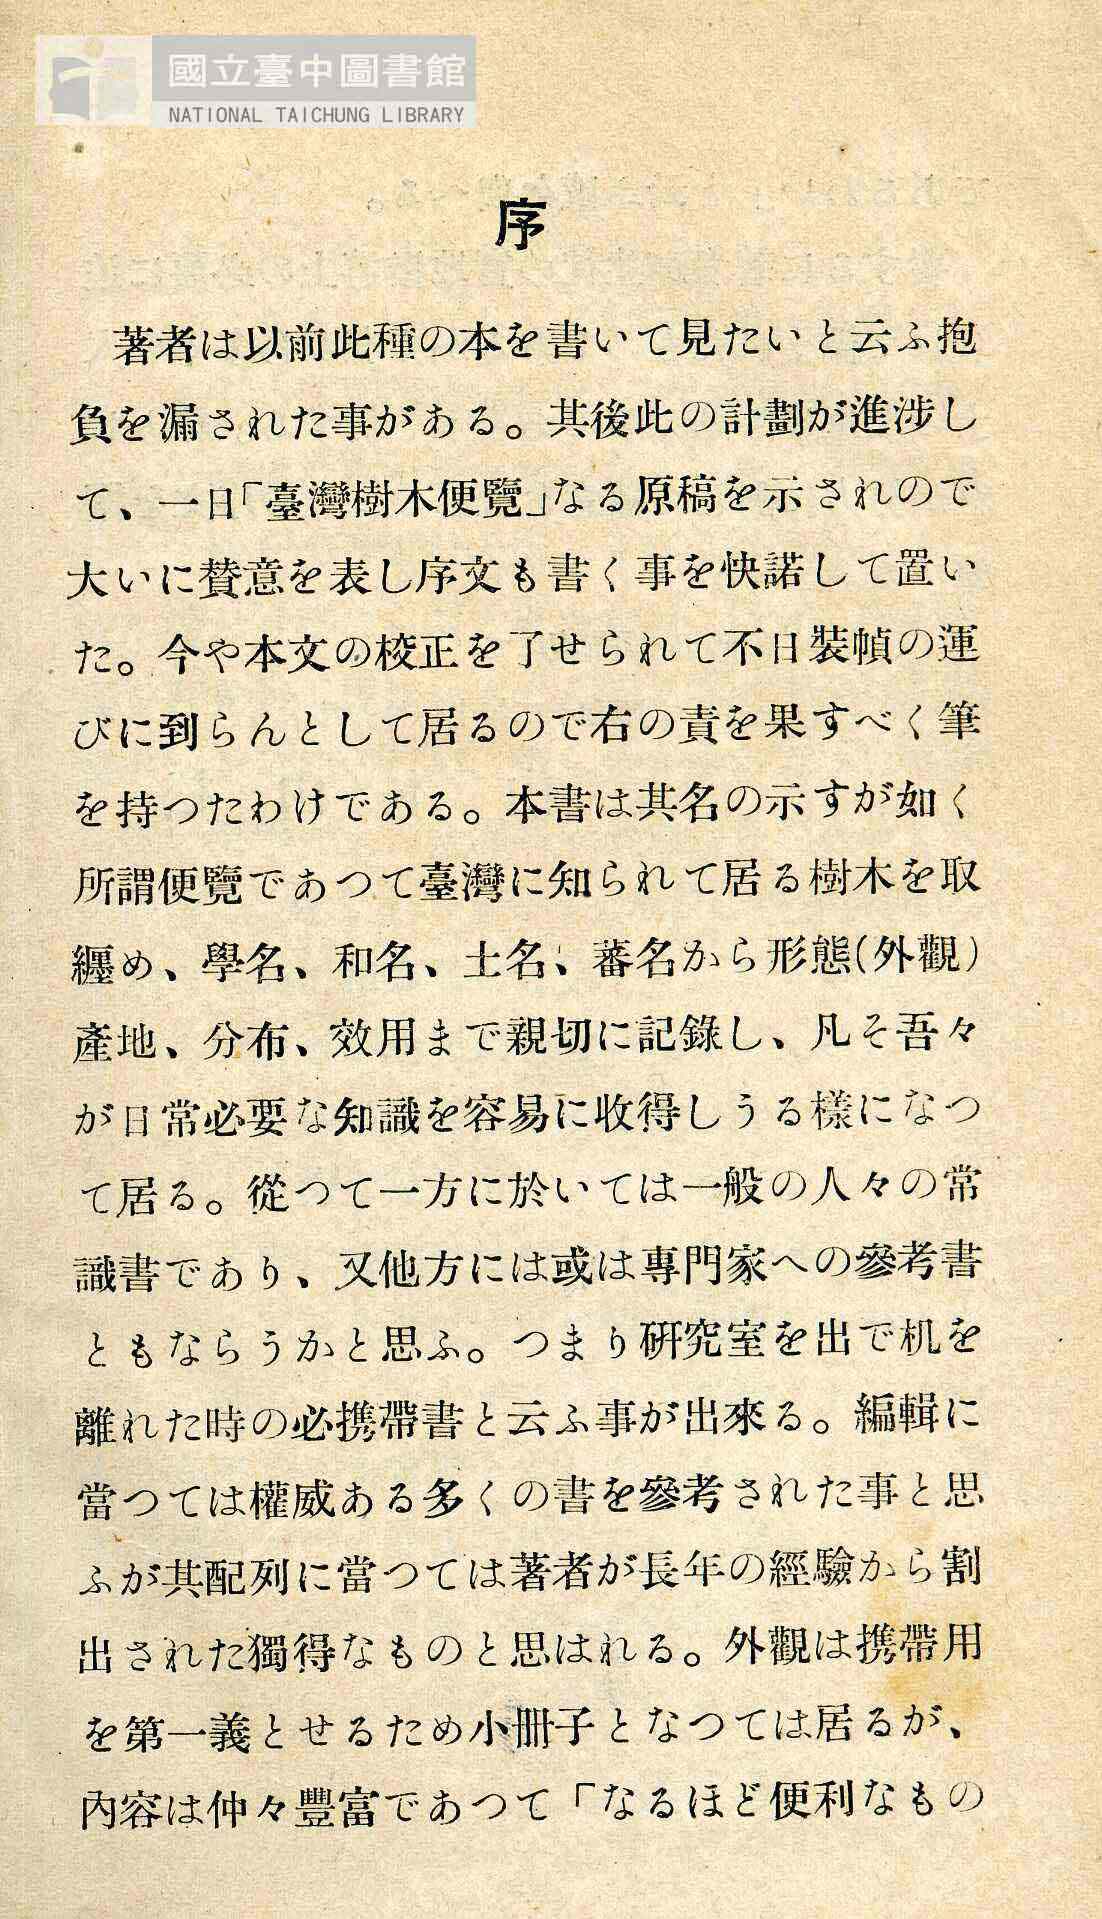 國立臺中圖書館
NATIONAL TAICHUNG LIBRARY
序
著者は以前此種の本を書いて見たいと云ふ抱
負を漏された事がある。其後此の計劃が進涉し
て、一日「臺灣樹木便覽」なる原稿を示されので
大いに賛意を表し序文も書く事を快諾して置い
た。今や本文の校正を了せられて不日裝幀の運
びに到らんとして居るので右の責を果すべく筆
を持つたわけである。本書は其名の示すが如く
所謂便覽であつて臺灣に知られて居る樹木を取
纏め、學名、和名、土名、蕃名から形態(外觀)
產地、分布、效用まで親切に記錄し、凡そ吾々
が日常必要な知識を容易に收得しうる樣になつ
て居る。從つて一方に於いては一般の人々の常
識書であり、又他方には或は專門家への參考書
ともならうかと思ふ。つまり硏究室を出で机を
離れた時の必携帶書と云ふ事が出來る。編輯に
當つては權威ある多くの書を參考された事と思
ふが其配列に當つては著者が長年の經驗から割
出された獨得なものと思はれる。外觀は携帶用
を第一義とせるため小冊子となつては居るが、
內容は仲々豐富であつて「なるほど便利なもの